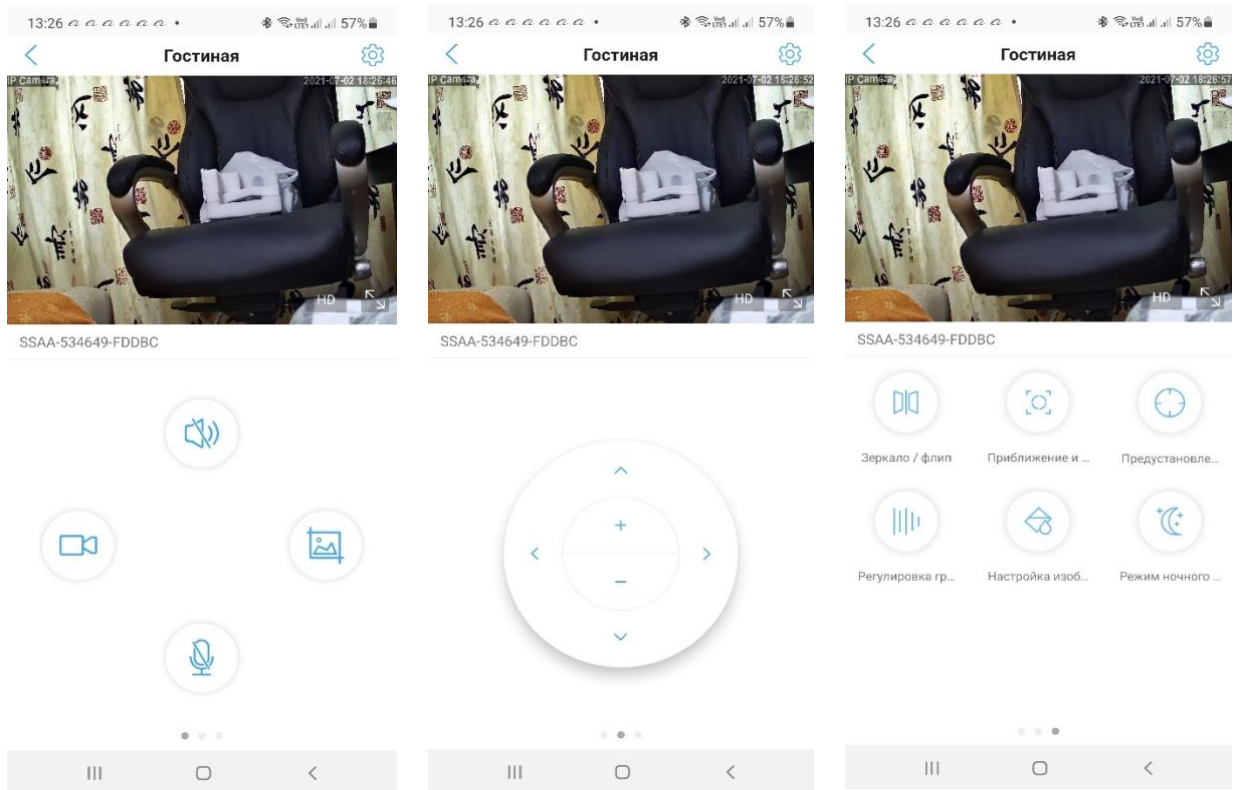 13:26
57%
Гостиная
IP Camera
2021-07-02 18:26:46
HD
SSAA-534649-FDDBC
13:26
57%
Гостиная
IP Camera
2021-07-02 18:26:52
HD
SSAA-534649-FDDBC
+
−
13:26
57%
Гостиная
IP Camera
2021-07-02 18:26:57
HD
SSAA-534649-FDDBC
Зеркало / флип
Приближение и ...
Предустановле...
Регулировка гр...
Настройка изоб...
Режим ночного ...